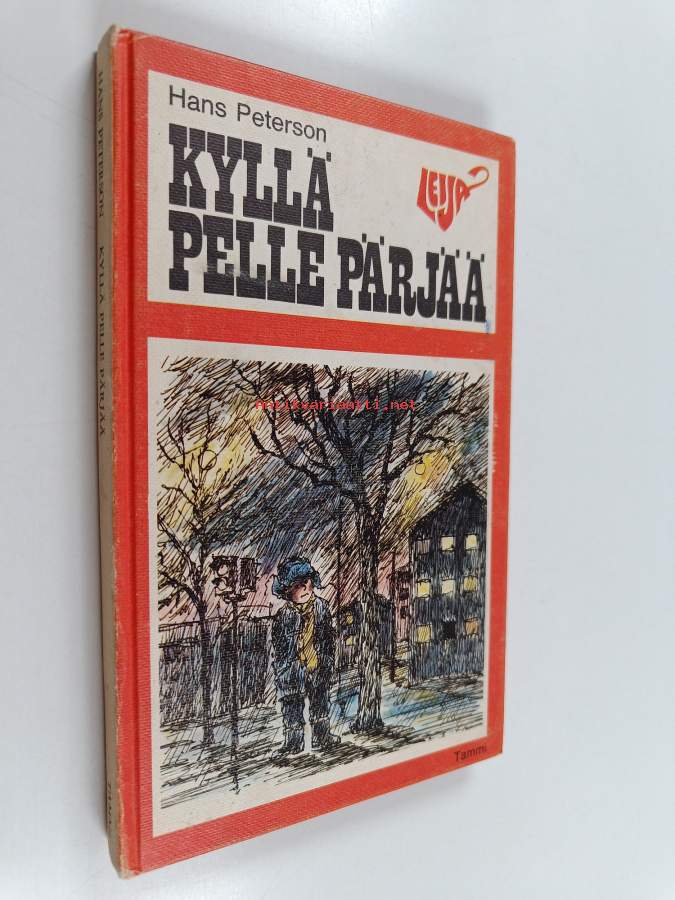 Hans Peterson
KYLLÄ
PELLE PÄRJÄÄ
LEIJA
antikvariaatti.net
Tammi
HANS PETERSON KYLLÄ PELLE PÄRJÄÄ